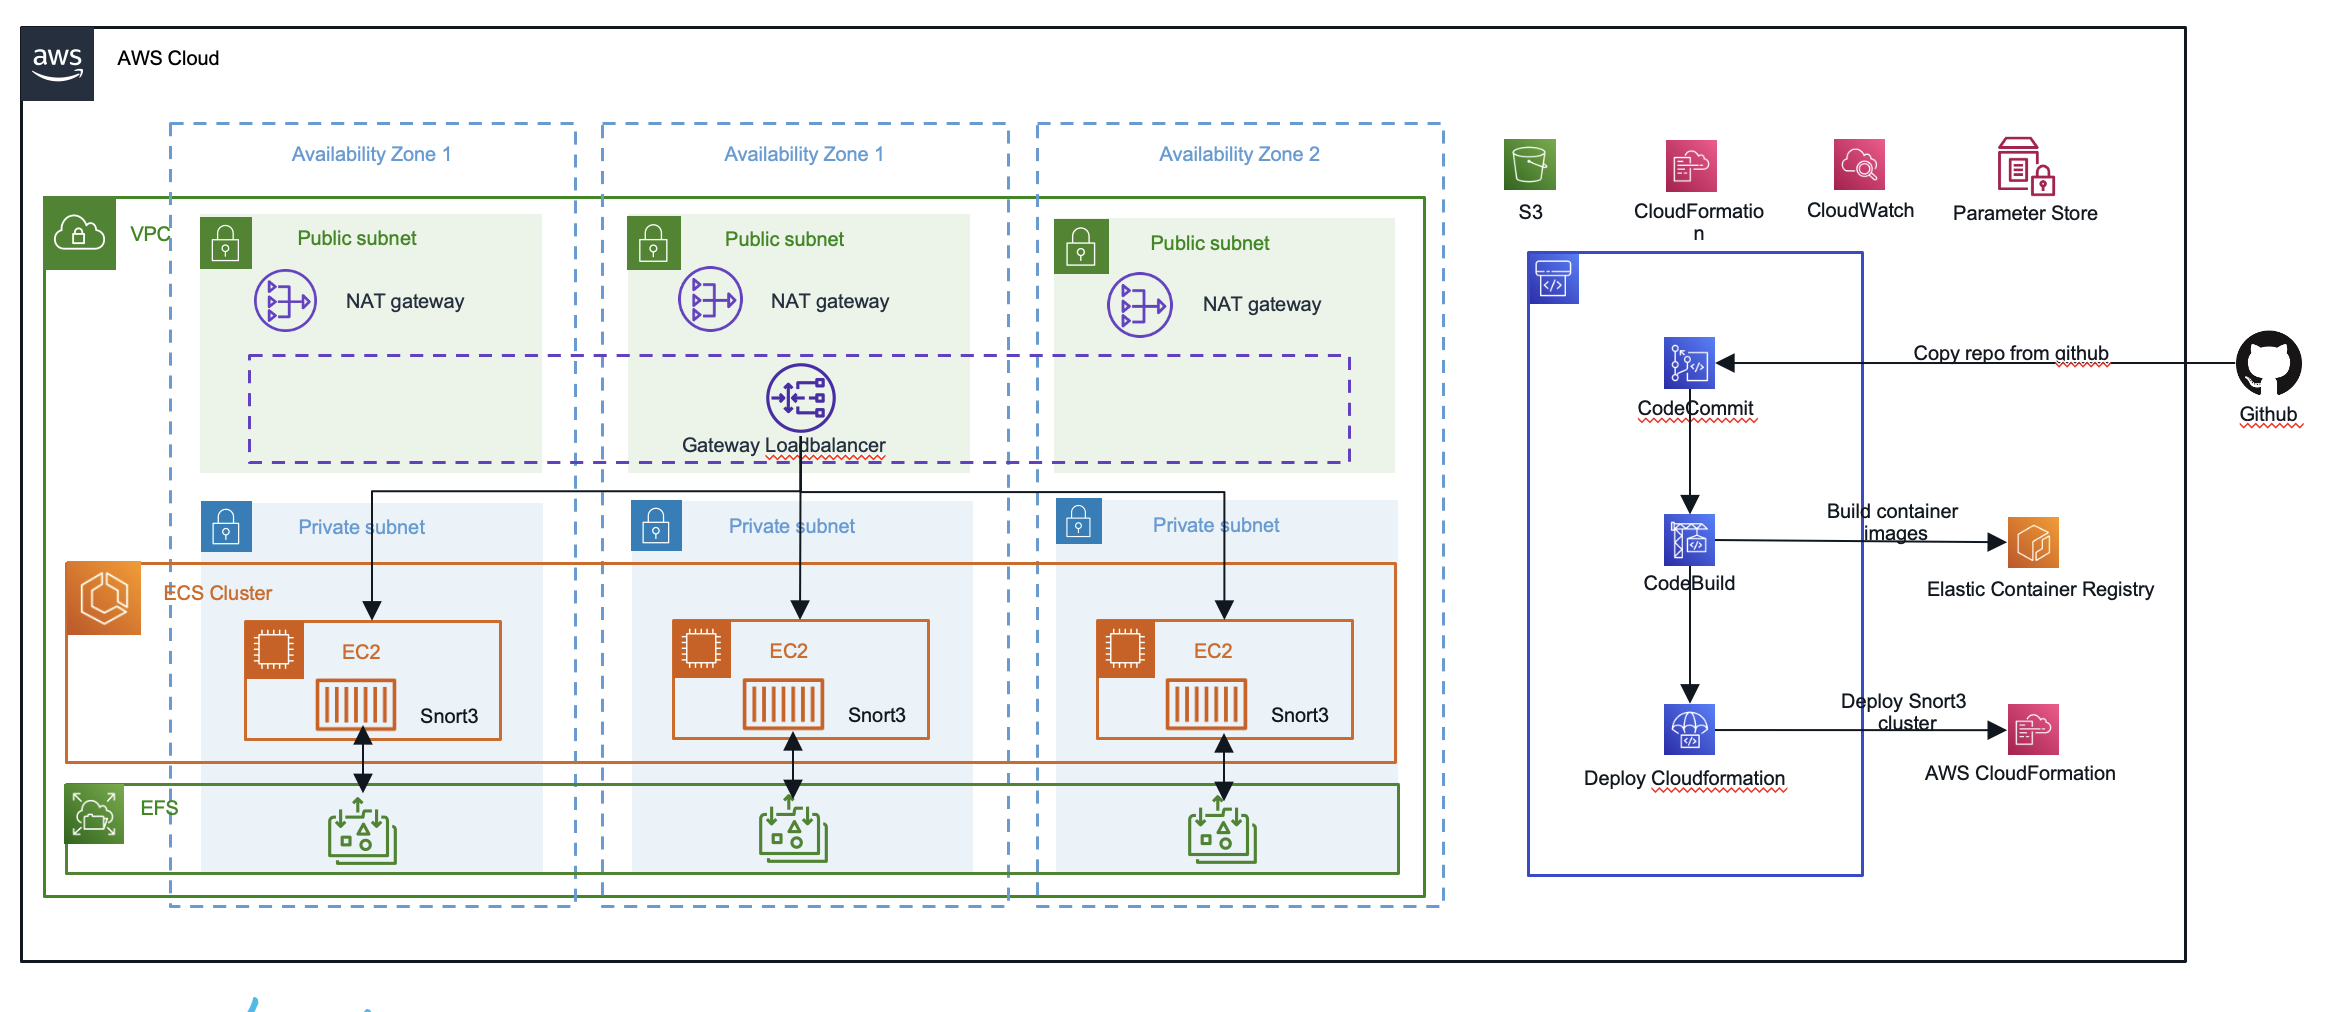 aws
AWS Cloud
Availability Zone 1
Availability Zone 1
Availability Zone 2
VPC
Public subnet
Public subnet
Public subnet
NAT gateway
NAT gateway
NAT gateway
Gateway Loadbalancer
Private subnet
Private subnet
Private subnet
ECS Cluster
EC2
Snort3
EC2
Snort3
EC2
Snort3
EFS
S3
CloudFormatio
n
CloudWatch
Parameter Store
Copy repo from github
Github
CodeCommit
Build container
images
CodeBuild
Elastic Container Registry
Deploy Snort3
cluster
Deploy Cloudformation
AWS CloudFormation